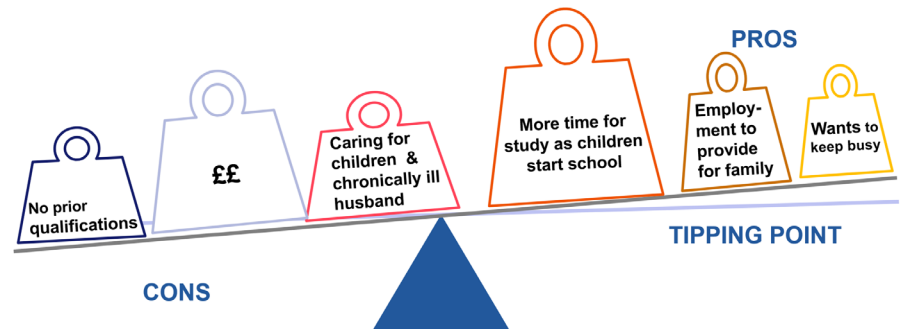 No prior
qualifications
££
Caring for
children & 
chronically ill
husband
More time for
study as children
start school
PROS
Employ-
ment to
provide
for family
Wants to
keep busy
TIPPING POINT
CONS